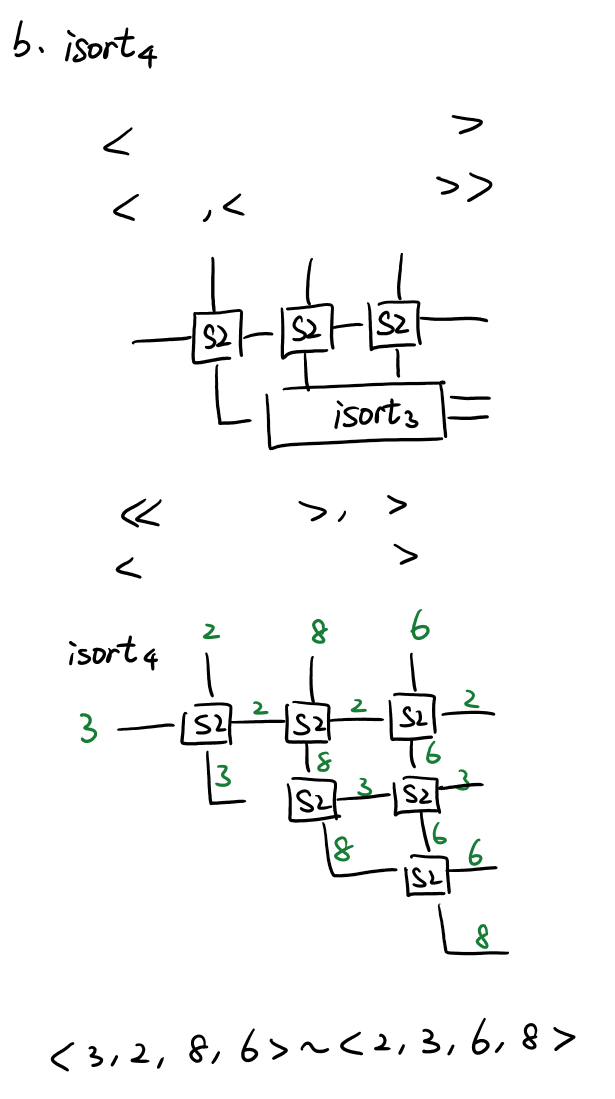 b. isort₄
< >
< ,< >>
S2 S2 S2
isort₃
<< >, >
< >
2 8 6
isort₄
3 S2 2 S2 2 S2 2
3 8 6
S2 3 S2 3
8 6
S2 6
8
<3, 2, 8, 6> ~ <2, 3, 6, 8>